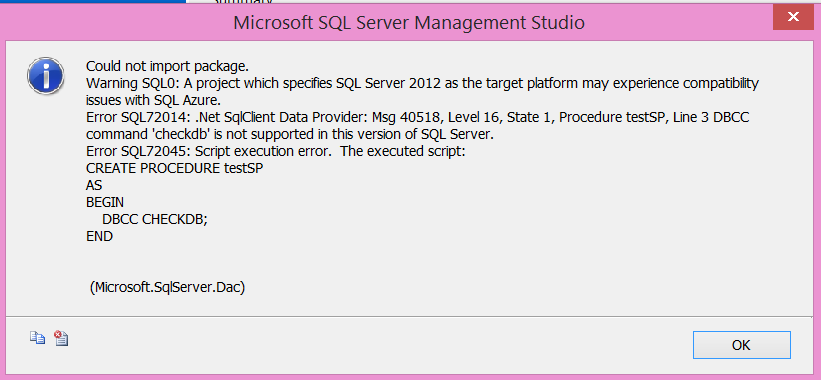 Summary
Microsoft SQL Server Management Studio
Could not import package.
Warning SQL0: A project which specifies SQL Server 2012 as the target platform may experience compatibility
issues with SQL Azure.
Error SQL72014: .Net SqlClient Data Provider: Msg 40518, Level 16, State 1, Procedure testSP, Line 3 DBCC
command 'checkdb' is not supported in this version of SQL Server.
Error SQL72045: Script execution error.  The executed script:
CREATE PROCEDURE testSP
AS
BEGIN
    DBCC CHECKDB;
END
(Microsoft.SqlServer.Dac)
OK